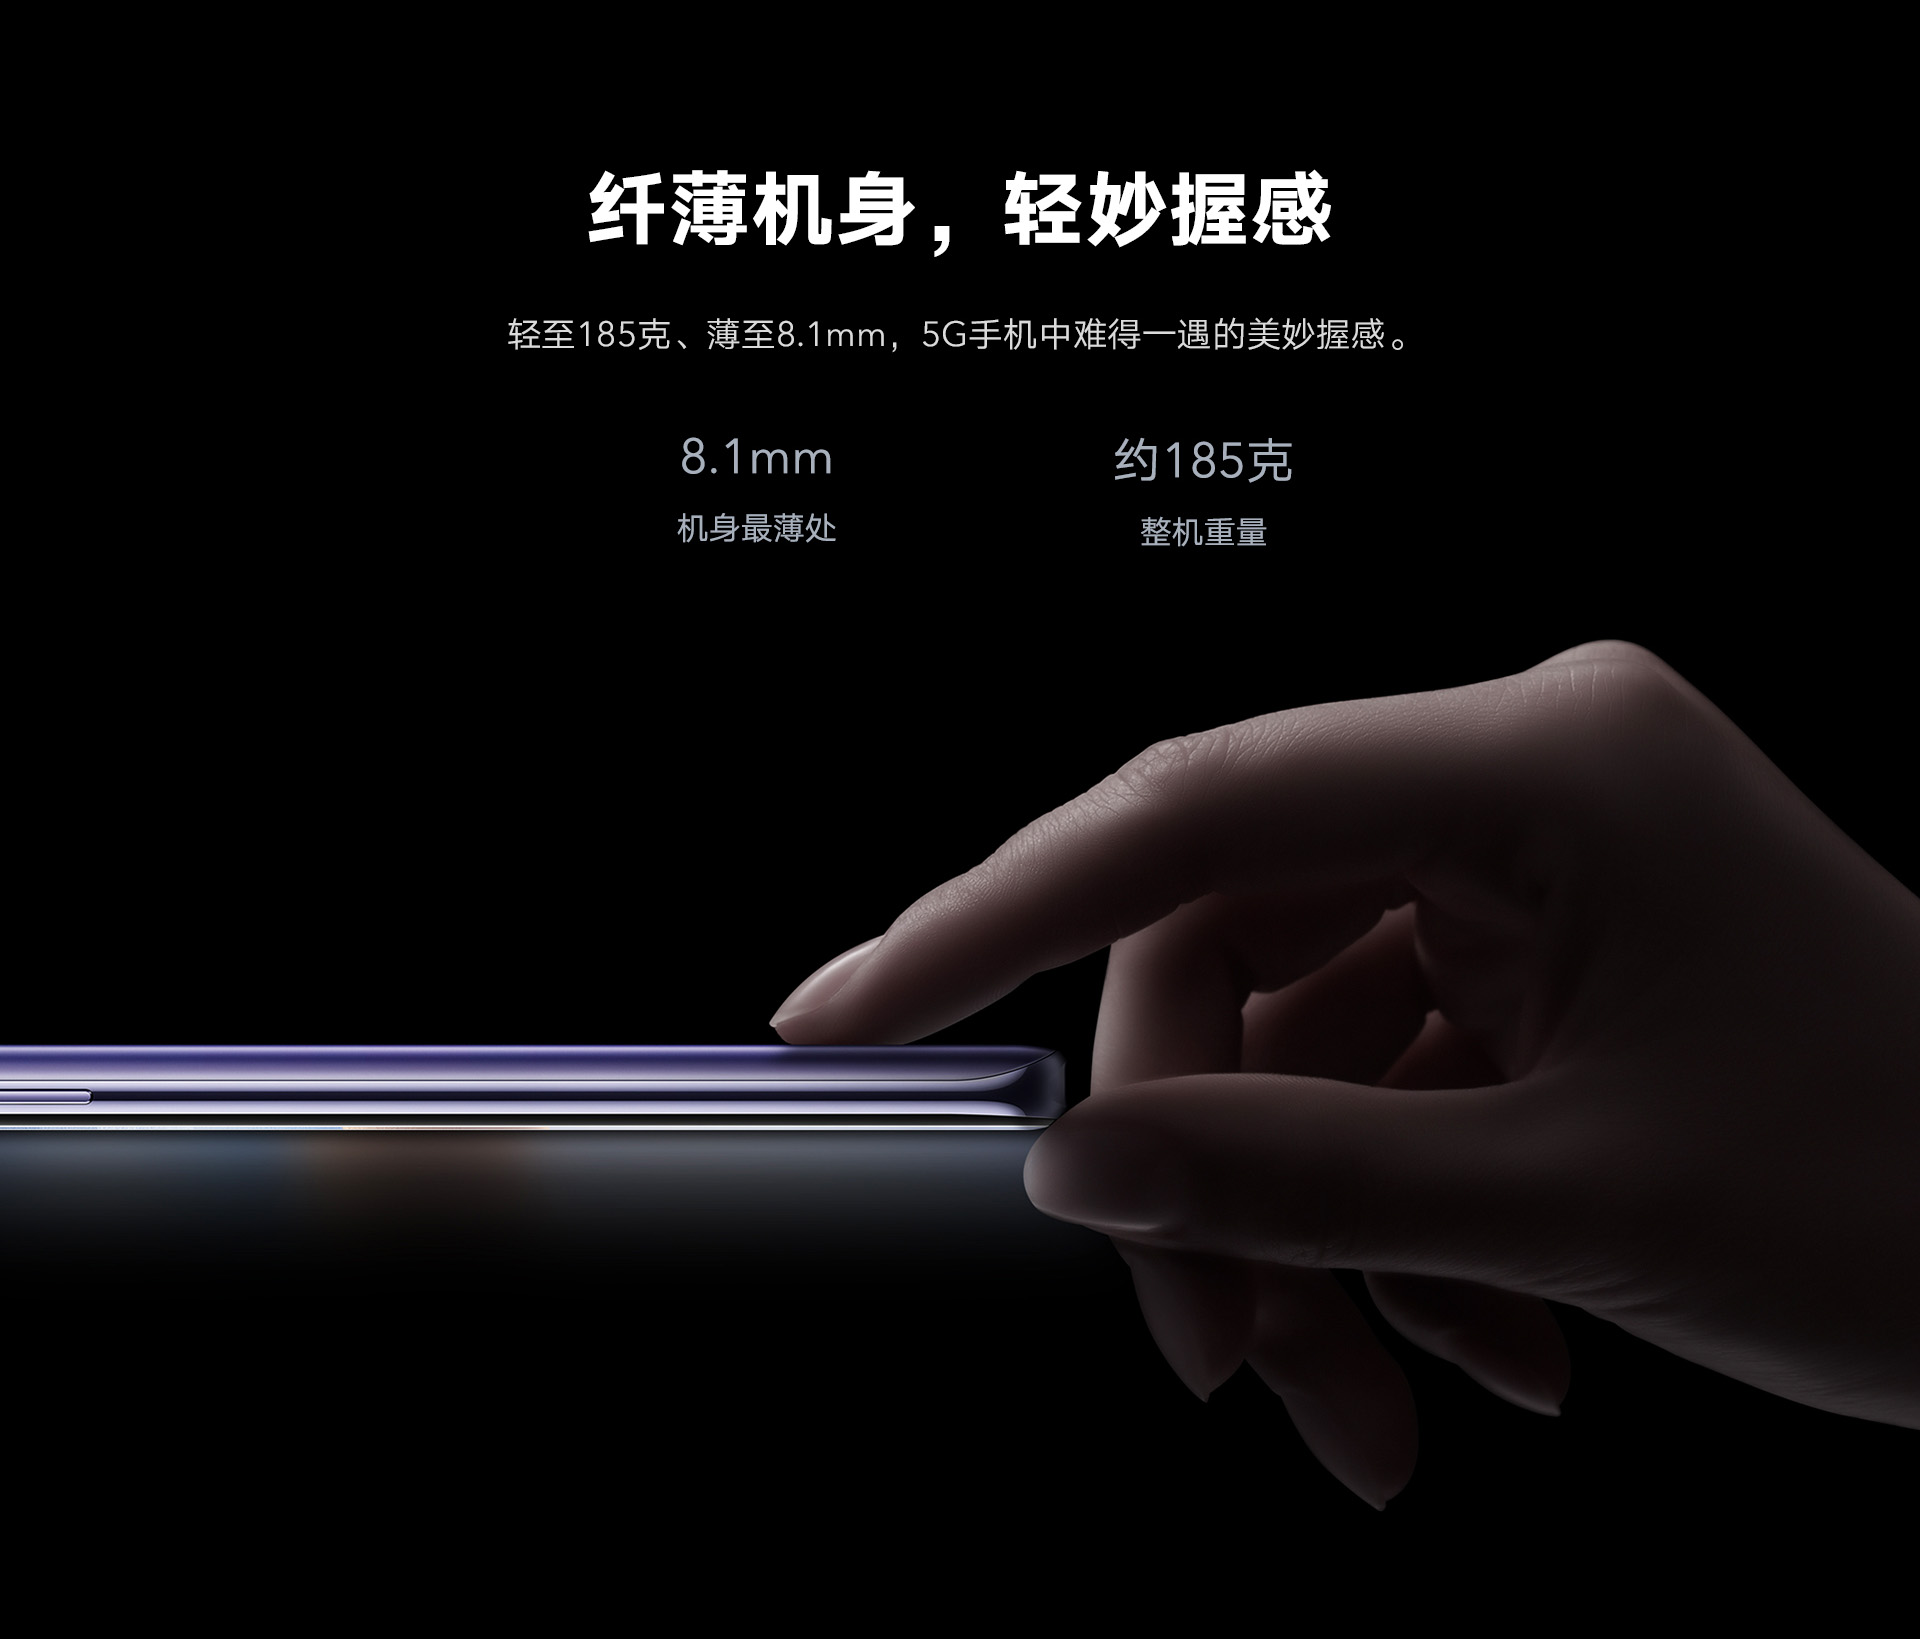 纤薄机身，轻妙握感
轻至185克、薄至8.1mm，5G手机中难得一遇的美妙握感。
8.1mm
机身最薄处
约185克
整机重量